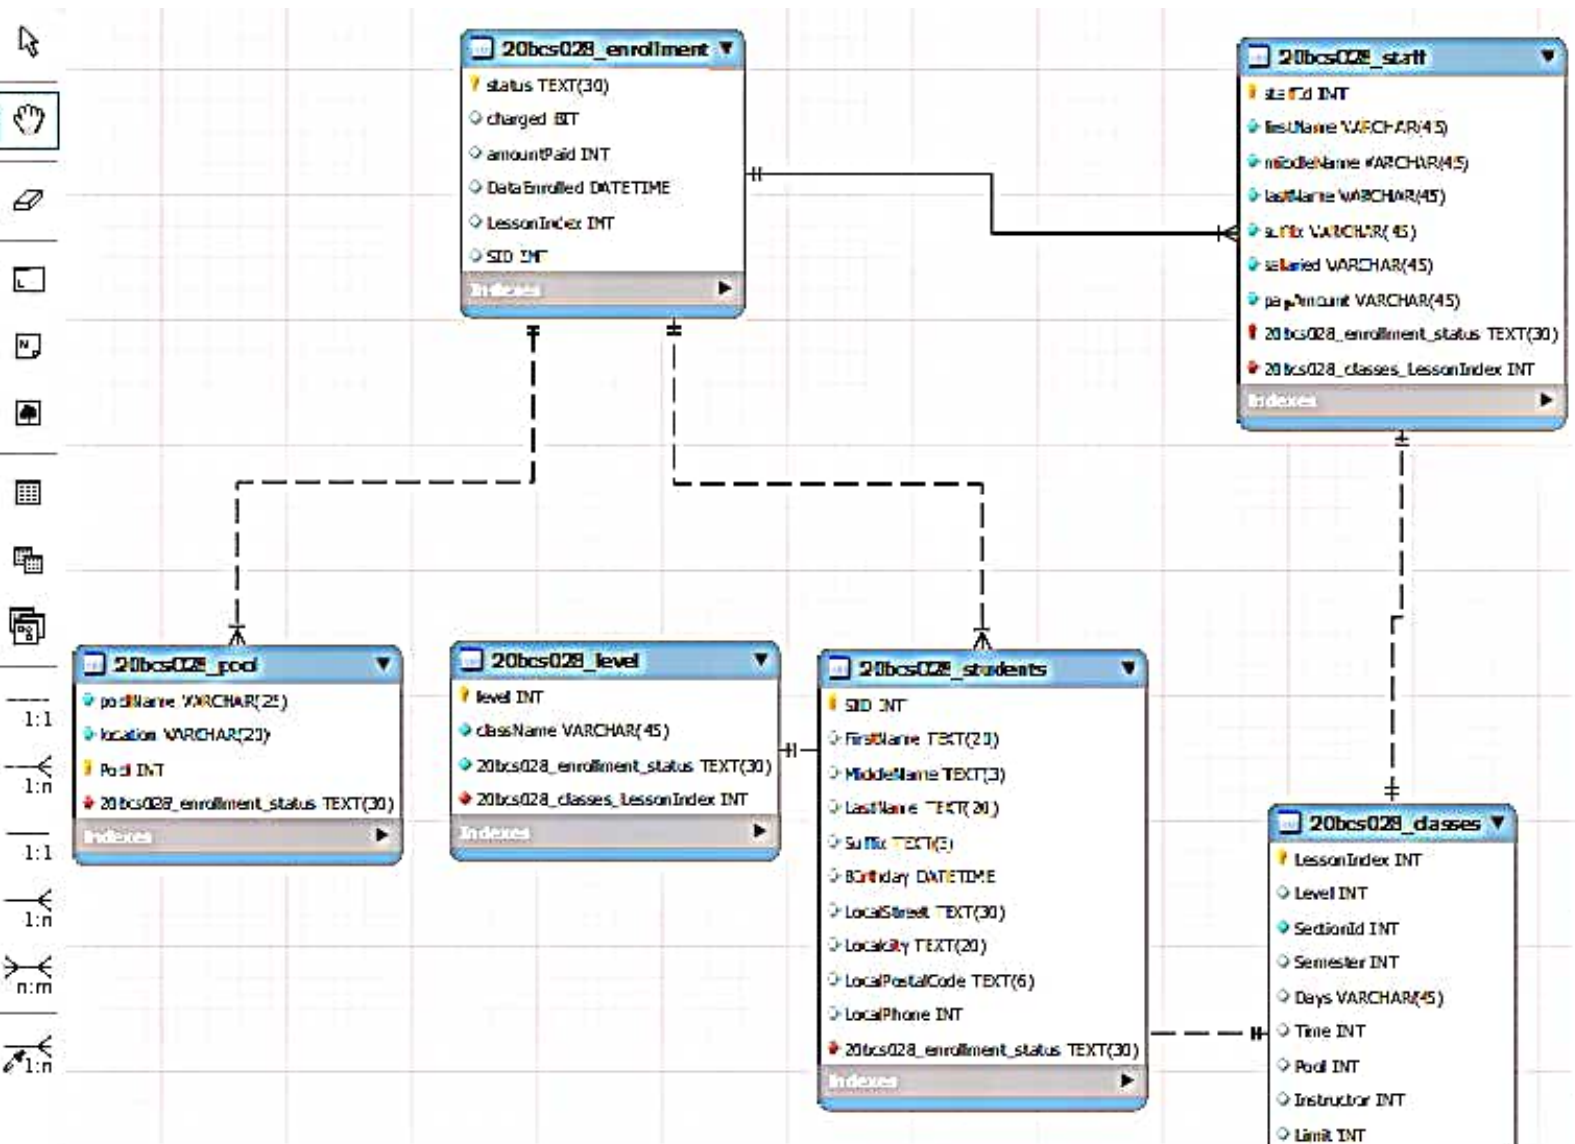 20bcs028_enrollment
status TEXT(30)
charged BIT
amountPaid INT
DataEnrolled DATETIME
LessonIndex INT
SID INT
Indexes
20bcs028_staff
staffId INT
firstName VARCHAR(45)
middleName VARCHAR(45)
lastName VARCHAR(45)
suffix VARCHAR(45)
salaried VARCHAR(45)
payAmount VARCHAR(45)
20bcs028_enrollment_status TEXT(30)
20bcs028_classes_LessonIndex INT
Indexes
20bcs028_pool
poolName VARCHAR(25)
location VARCHAR(20)
Pool INT
20bcs028_enrollment_status TEXT(30)
Indexes
20bcs028_level
level INT
className VARCHAR(45)
20bcs028_enrollment_status TEXT(30)
20bcs028_classes_LessonIndex INT
Indexes
20bcs028_students
SID INT
FirstName TEXT(20)
MiddleName TEXT(3)
LastName TEXT(20)
Suffix TEXT(3)
Birthday DATETIME
LocalStreet TEXT(30)
LocalCity TEXT(20)
LocalPostalCode TEXT(6)
LocalPhone INT
20bcs028_enrollment_status TEXT(30)
Indexes
20bcs028_classes
LessonIndex INT
Level INT
SectionId INT
Semester INT
Days VARCHAR(45)
Time INT
Pool INT
Instructor INT
Limit INT
1:1
1:n
1:1
1:n
n:m
1:n